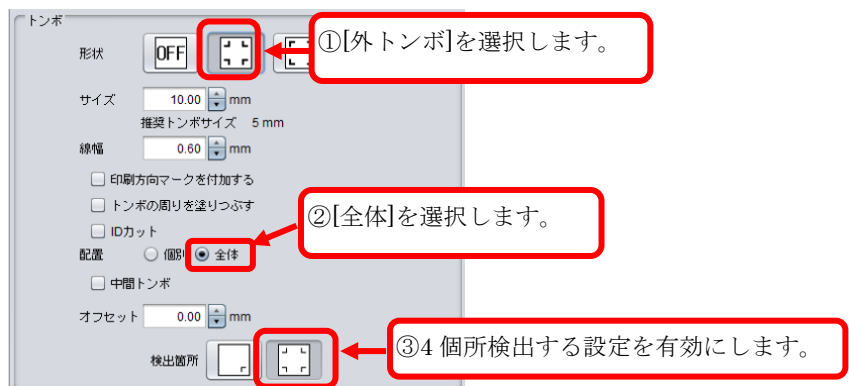 トンボ
形状 OFF
①[外トンボ]を選択します。
サイズ 10.00 mm
推奨トンボサイズ 5 mm
線幅 0.60 mm
印刷方向マークを付加する
トンボの周りを塗りつぶす
IDカット
②[全体]を選択します。
配置 個別 全体
中間トンボ
オフセット 0.00 mm
検出箇所
③4 個所検出する設定を有効にします。